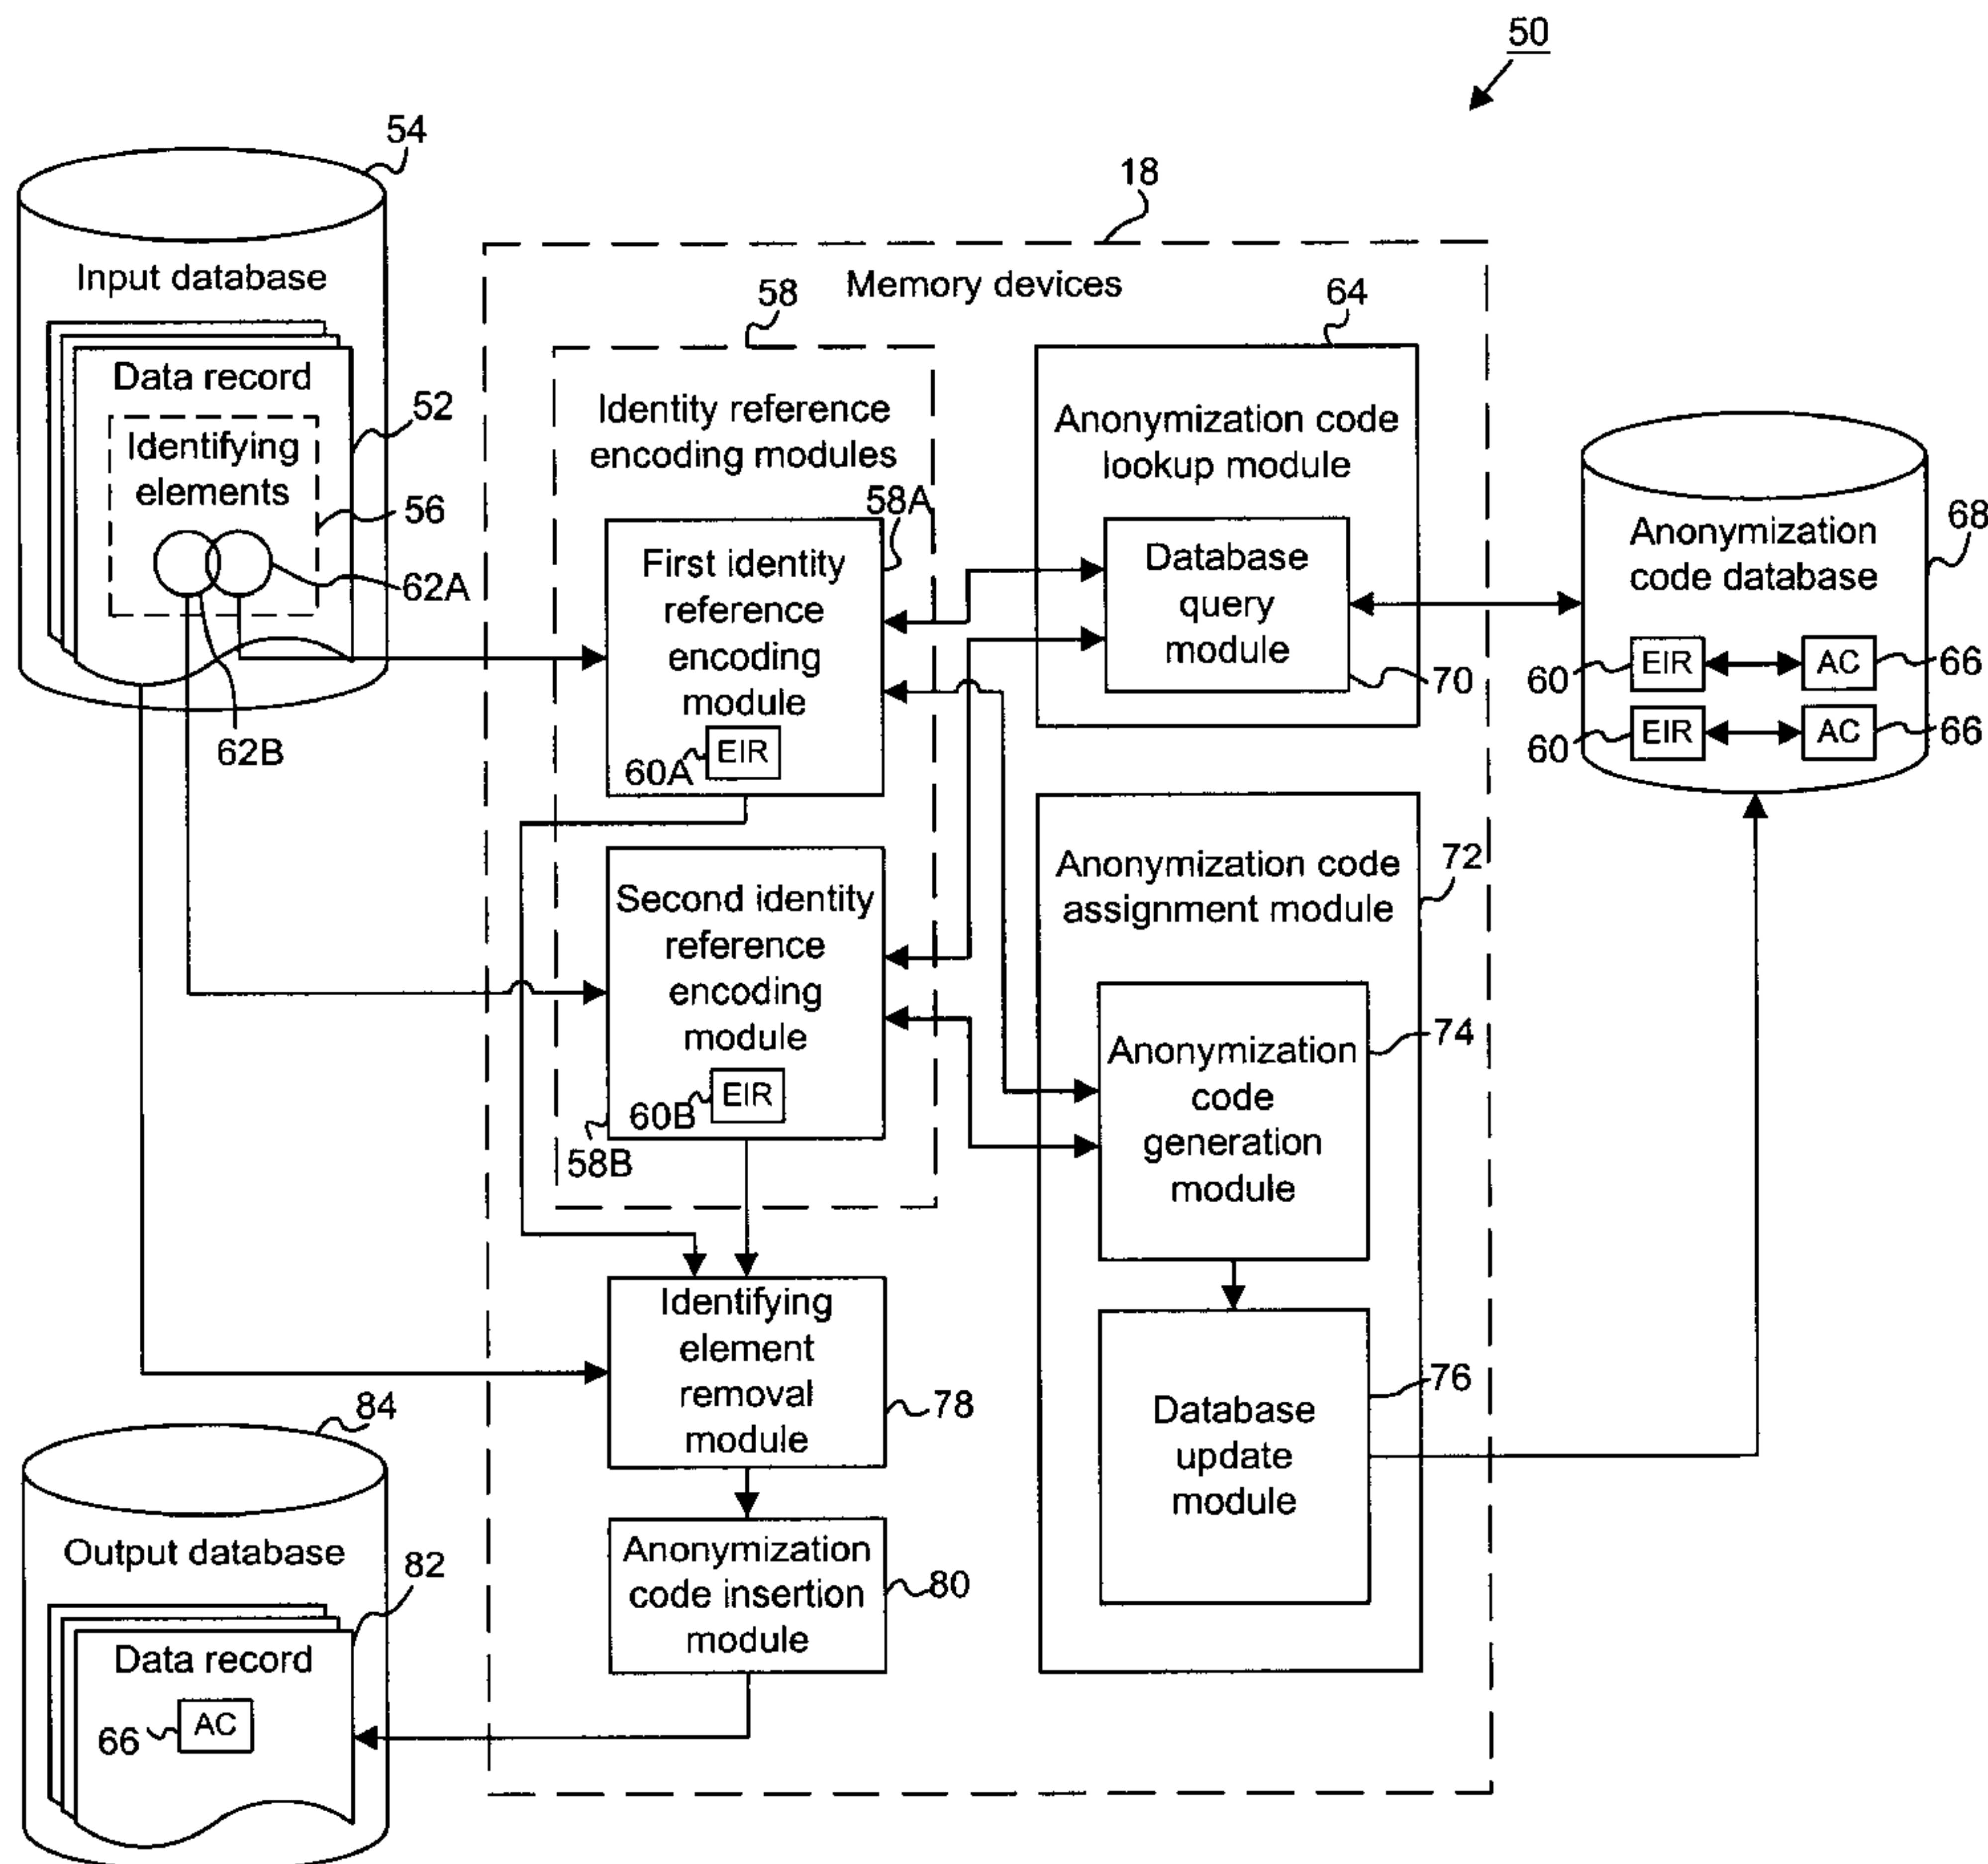 50
54
18
Input database
Memory devices
58
64
Data record
52
Identifying
elements
56
62A
62B
Identity reference
encoding modules
58A
First identity
reference
encoding
module
60A
EIR
Anonymization code
lookup module
Database
query
module
70
68
Anonymization
code database
60
EIR
AC
66
60
EIR
AC
66
Second identity
reference
encoding
module
60B
EIR
58B
72
Anonymization code
assignment module
74
Anonymization
code
generation
module
76
Database
update
module
Identifying
element
removal
module
78
84
Output database
82
Data record
66
AC
Anonymization
code insertion
module
80